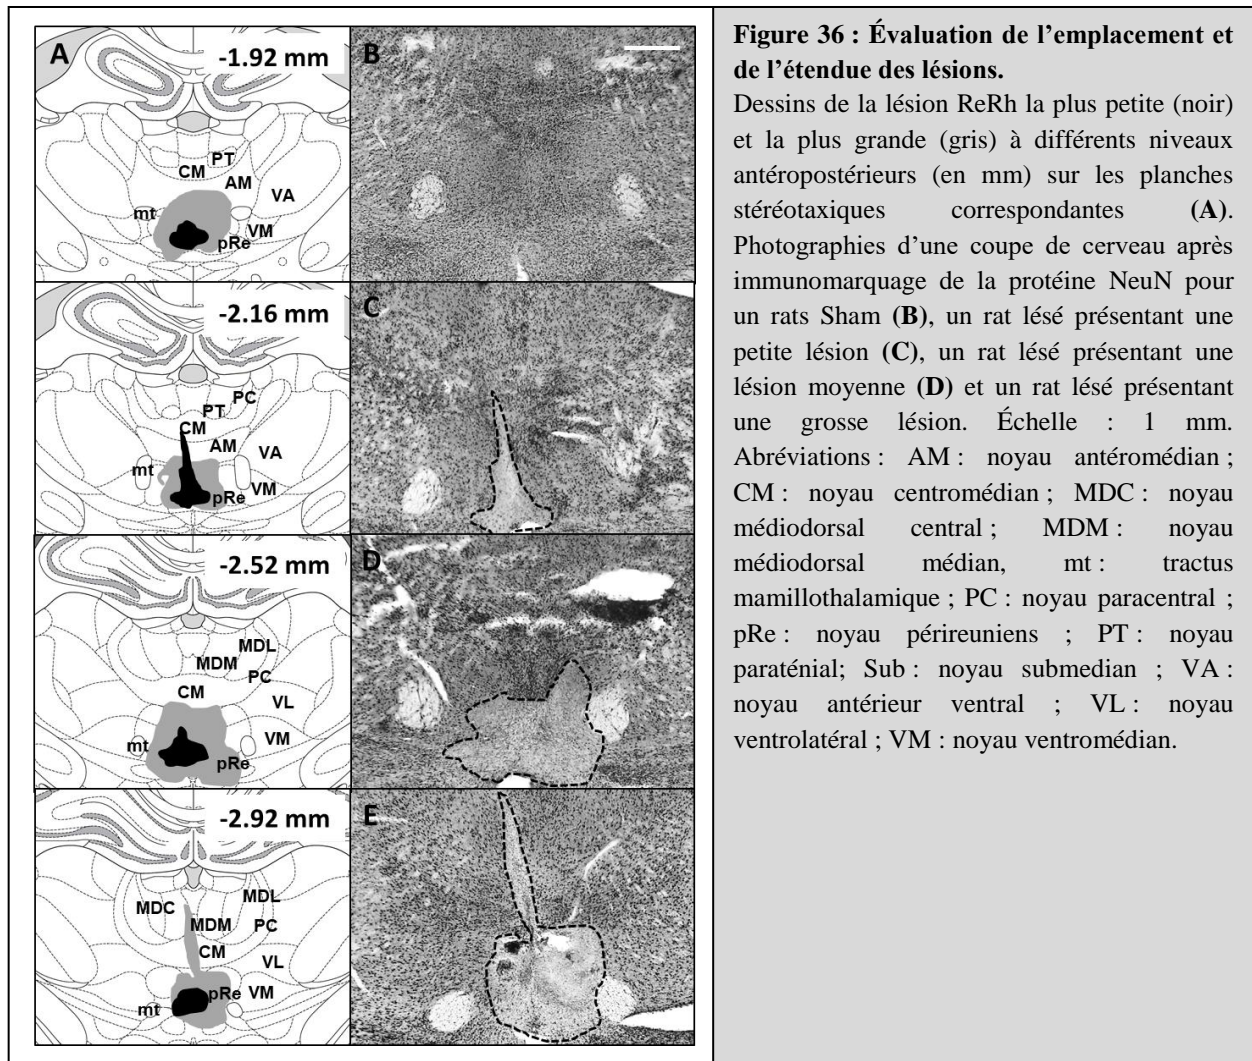 A
-1.92 mm
PT
CM
AM
VA
mt
VM
pRe
B
-2.16 mm
PC
PT
CM
AM
VA
mt
VM
pRe
C
-2.52 mm
MDL
MDM
PC
CM
VL
mt
VM
pRe
D
-2.92 mm
MDL
MDC
MDM
PC
CM
VL
pRe
VM
mt
E
Figure 36 : Évaluation de l’emplacement et
de l’étendue des lésions.
Dessins de la lésion ReRh la plus petite (noir)
et la plus grande (gris) à différents niveaux
antéropostérieurs (en mm) sur les planches
stéréotaxiques correspondantes (A).
Photographies d’une coupe de cerveau après
immunomarquage de la protéine NeuN pour
un rats Sham (B), un rat lésé présentant une
petite lésion (C), un rat lésé présentant une
lésion moyenne (D) et un rat lésé présentant
une grosse lésion. Échelle : 1 mm.
Abréviations : AM : noyau antéromédian ;
CM : noyau centromédian ; MDC : noyau
médiodorsal central ; MDM : noyau
médiodorsal médian, mt : tractus
mamillothalamique ; PC : noyau paracentral ;
pRe : noyau périreuniens ; PT : noyau
paraténial; Sub : noyau submedian ; VA :
noyau antérieur ventral ; VL : noyau
ventrolatéral ; VM : noyau ventromédian.